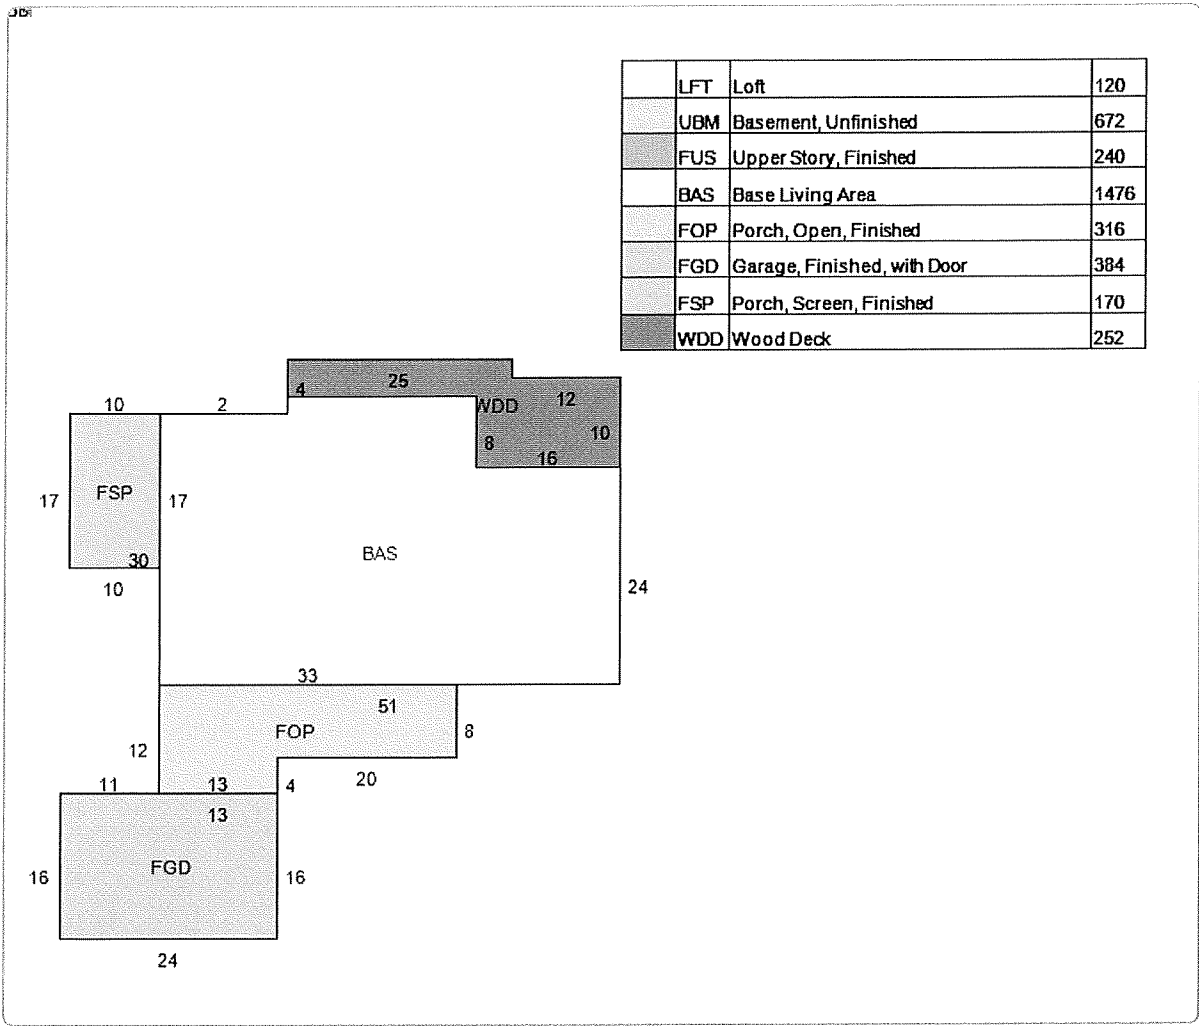 LFT Loft 120
UBM Basement, Unfinished 672
FUS Upper Story, Finished 240
BAS Base Living Area 1476
FOP Porch, Open, Finished 316
FGD Garage, Finished, with Door 384
FSP Porch, Screen, Finished 170
WDD Wood Deck 252
25
4
12
WDD
10
2
8
10
16
17
FSP
17
30
BAS
10
24
33
51
FOP
8
12
20
11
13
4
13
FGD
16
16
24